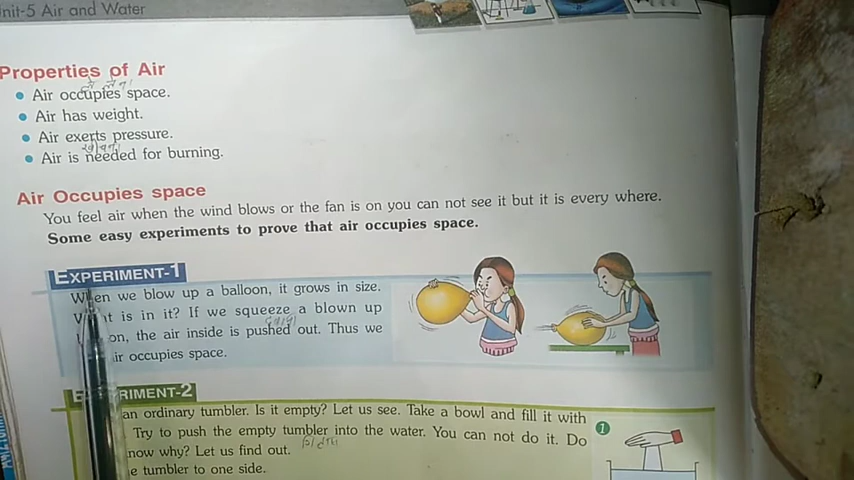 nit-5 Air and Water
Properties of Air
Air occupies space.
Air has weight.
Air exerts pressure.
Air is needed for burning.
Air Occupies space
You feel air when the wind blows or the fan is on you can not see it but it is every where.
Some easy experiments to prove that air occupies space.
EXPERIMENT-1
When we blow up a balloon, it grows in size.
is in it? If we squeeze a blown up
the air inside is pushed out. Thus we
air occupies space.
EXPERIMENT-2
an ordinary tumbler. Is it empty? Let us see. Take a bowl and fill it with
Try to push the empty tumbler into the water. You can not do it. Do
now why? Let us find out.
e tumbler to one side.
1